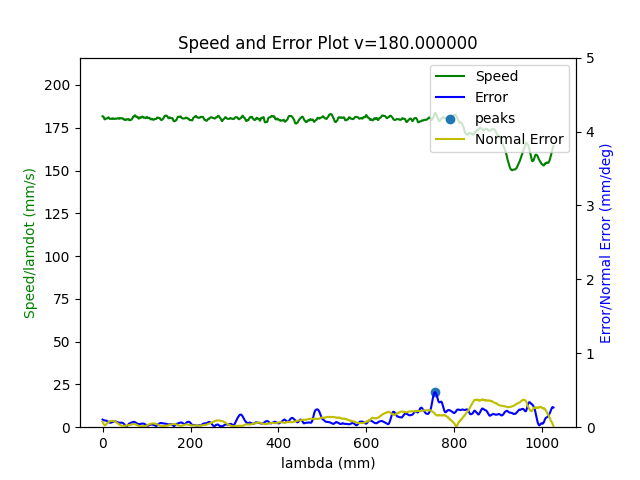 Speed and Error Plot v=180.000000
Speed
Error
peaks
Normal Error
200
175
150
125
100
75
50
25
0
Speed/lamdot (mm/s)
5
4
3
2
1
0
Error/Normal Error (mm/deg)
0 200 400 600 800 1000
lambda (mm)